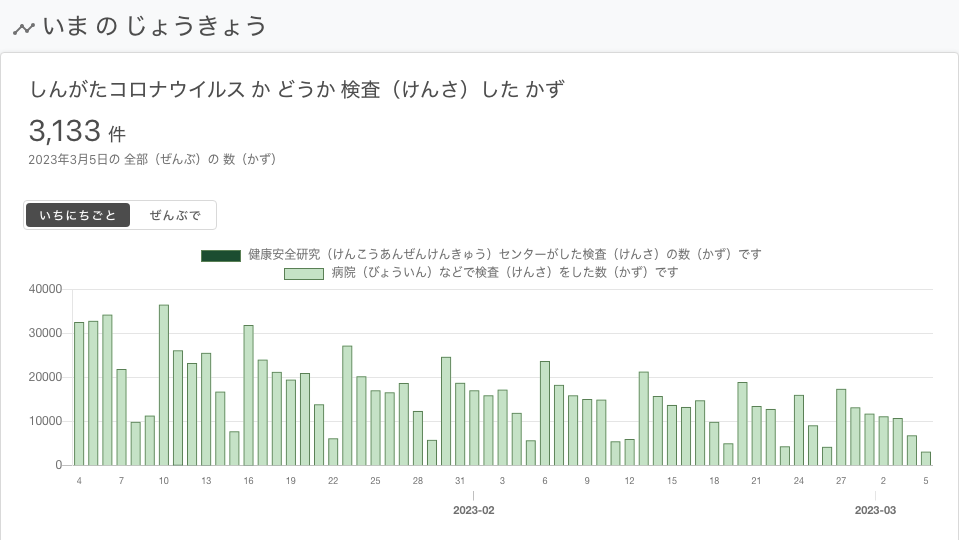 いま の じょうきょう
しんがたコロナウイルス か どうか 検査（けんさ）した かず
3,133 件
2023年3月5日の 全部（ぜんぶ）の 数（かず）
いちにちごと ぜんぶで
健康安全研究（けんこうあんぜんけんきゅう）センターがした検査（けんさ）の数（かず）です
病院（びょういん）などで検査（けんさ）をした数（かず）です
40000
30000
20000
10000
0
4 7 10 13 16 19 22 25 28 31 3 6 9 12 15 18 21 24 27 2 5
2023-02 2023-03